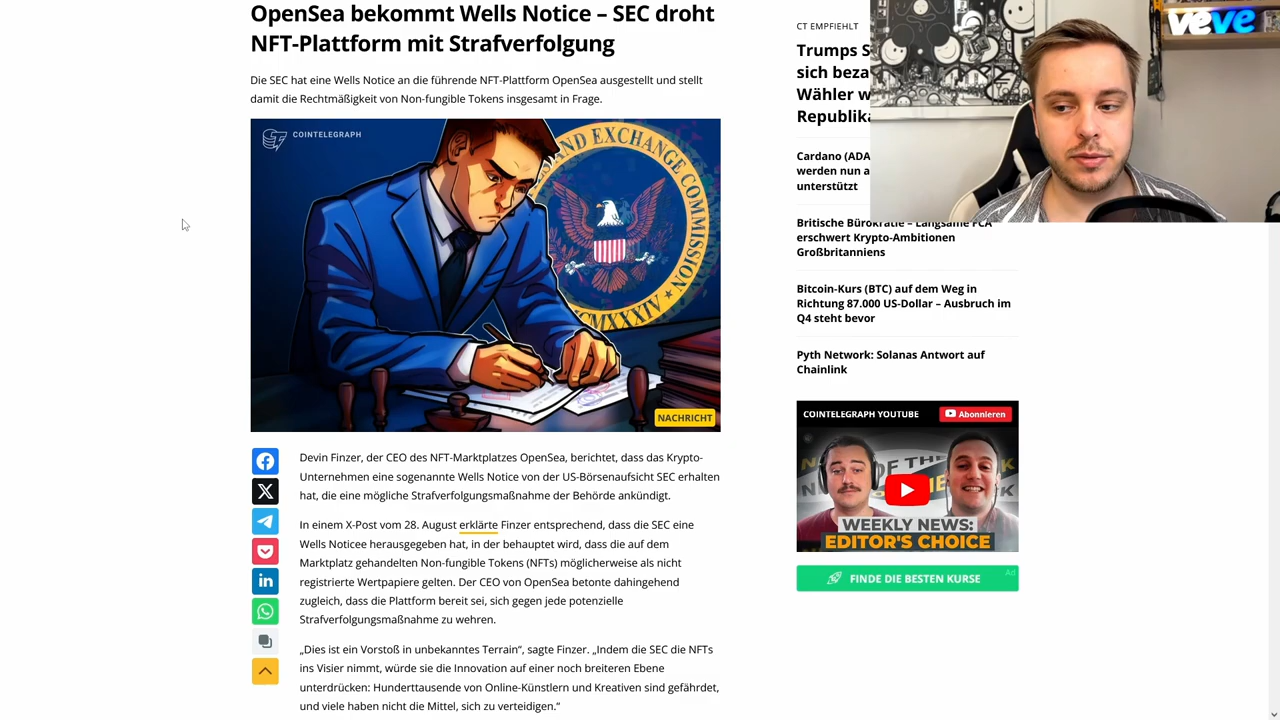 OpenSea bekommt Wells Notice – SEC droht
NFT-Plattform mit Strafverfolgung
Die SEC hat eine Wells Notice an die führende NFT-Plattform OpenSea ausgestellt und stellt
damit die Rechtmäßigkeit von Non-fungible Tokens insgesamt in Frage.
COINTELEGRAPH
AND EXCHANGE COMMISSION
MCMXXXIV
NACHRICHT
Devin Finzer, der CEO des NFT-Marktplatzes OpenSea, berichtet, dass das Krypto-
Unternehmen eine sogenannte Wells Notice von der US-Börsenaufsicht SEC erhalten
hat, die eine mögliche Strafverfolgungsmaßnahme der Behörde ankündigt.
In einem X-Post vom 28. August erklärte Finzer entsprechend, dass die SEC eine
Wells Noticee herausgegeben hat, in der behauptet wird, dass die auf dem
Marktplatz gehandelten Non-fungible Tokens (NFTs) möglicherweise als nicht
registrierte Wertpapiere gelten. Der CEO von OpenSea betonte dahingehend
zugleich, dass die Plattform bereit sei, sich gegen jede potenzielle
Strafverfolgungsmaßnahme zu wehren.
„Dies ist ein Vorstoß in unbekanntes Terrain“, sagte Finzer. „Indem die SEC die NFTs
ins Visier nimmt, würde sie die Innovation auf einer noch breiteren Ebene
unterdrücken: Hunderttausende von Online-Künstlern und Kreativen sind gefährdet,
und viele haben nicht die Mittel, sich zu verteidigen.“
CT EMPFIEHLT
Trumps S
sich beza
Wähler w
Republika
Cardano (ADA
werden nun a
unterstützt
Britische Bürokratie – Langsame FCA
erschwert Krypto-Ambitionen
Großbritanniens
Bitcoin-Kurs (BTC) auf dem Weg in
Richtung 87.000 US-Dollar – Ausbruch im
Q4 steht bevor
Pyth Network: Solanas Antwort auf
Chainlink
COINTELEGRAPH YOUTUBE
Abonnieren
WEEKLY NEWS:
EDITOR'S CHOICE
FINDE DIE BESTEN KURSE
Ad
veve